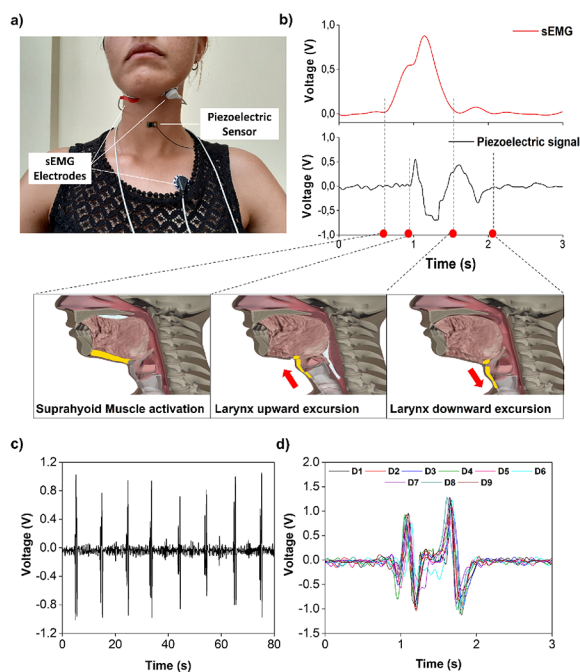 a)
Piezoelectric
Sensor
sEMG
Electrodes
b)
sEMG
Voltage (V)
1.0
0.5
0.0
Piezoelectric signal
Voltage (V)
1.0
0.5
0.0
-0.5
-1.0
0 1 2 3
Time (s)
Suprahyoid Muscle activation
Larynx upward excursion
Larynx downward excursion
c)
Voltage (V)
1.2
0.8
0.4
0.0
-0.4
-0.8
-1.2
0 20 40 60 80
Time (s)
d)
D1 D2 D3 D4 D5 D6
D7 D8 D9
Voltage (V)
2.0
1.5
1.0
0.5
0.0
-0.5
-1.0
-1.5
0 1 2 3
Time (s)